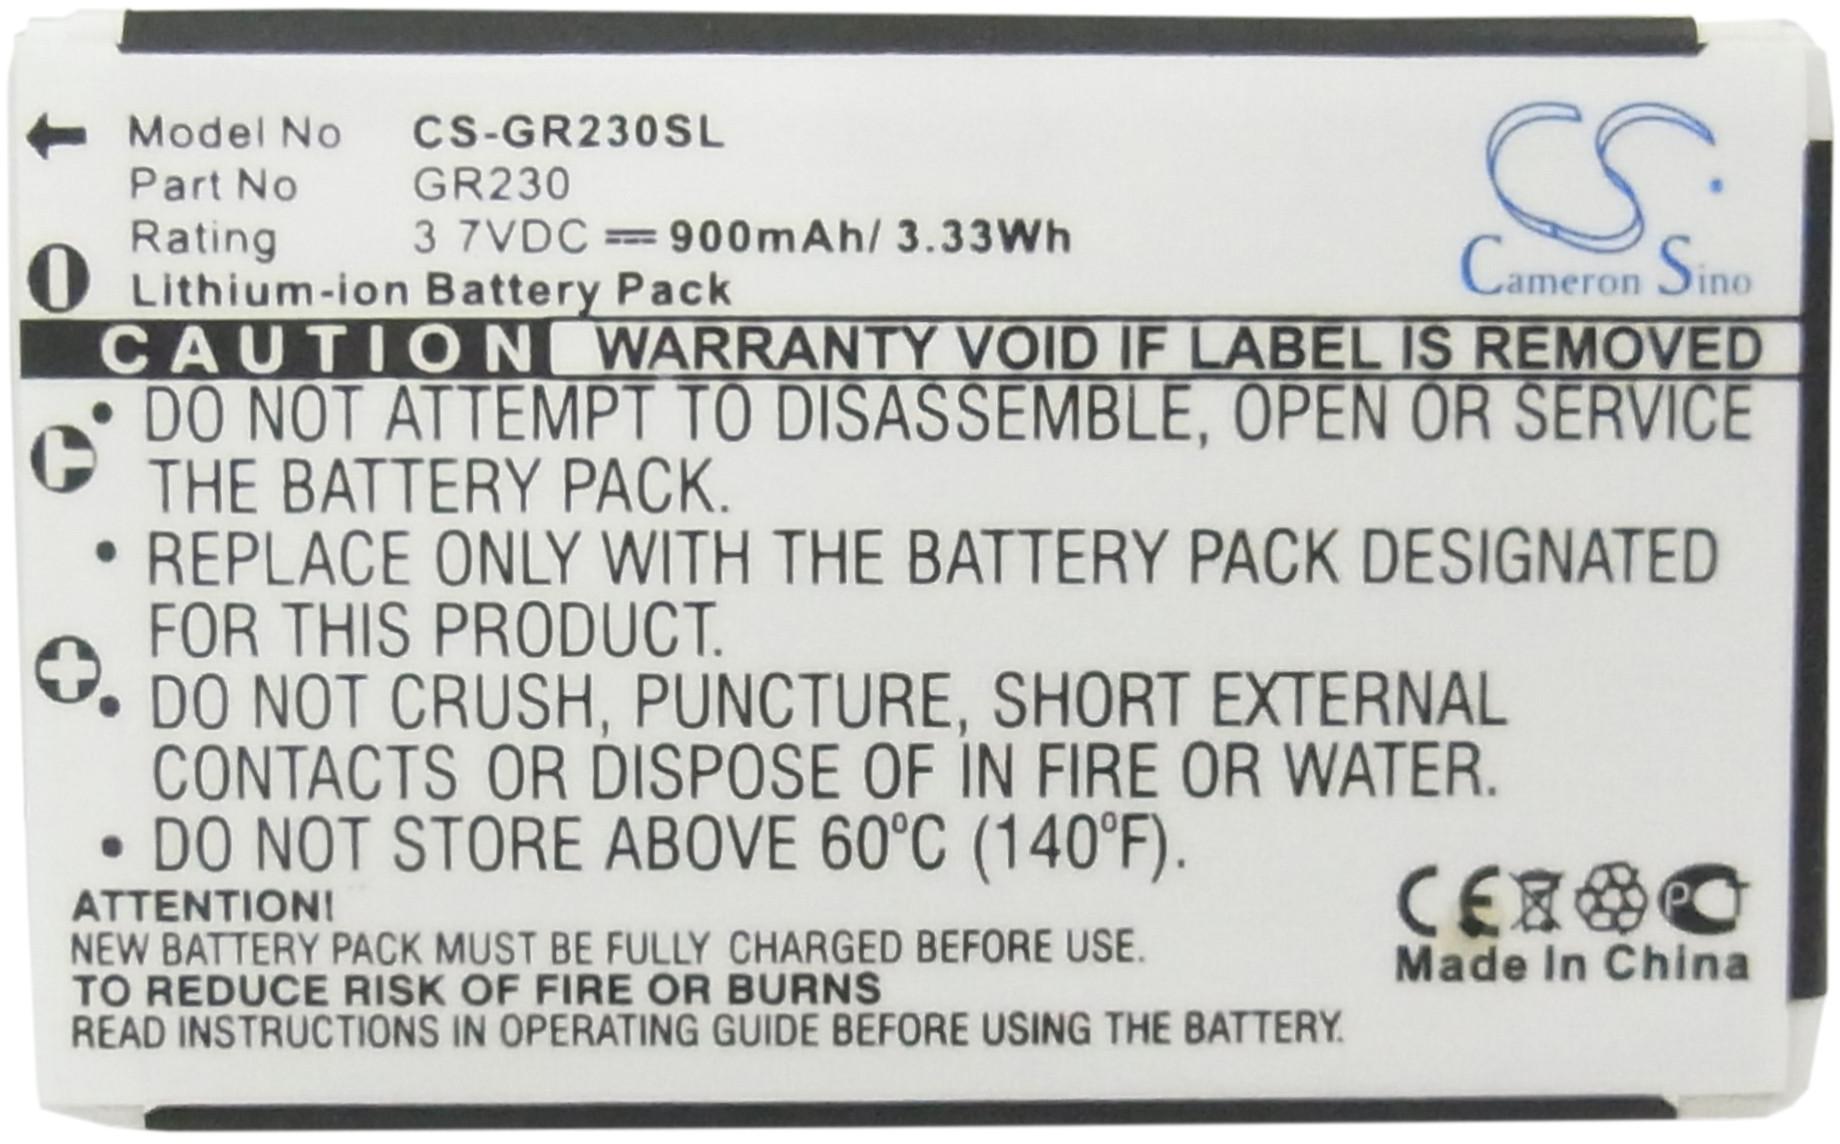 Model No CS-GR230SL
Part No GR230
Rating 3 7VDC 900mAh/ 3.33Wh
Lithium-ion Battery Pack
CS
Cameron Sino
CAUTION WARRANTY VOID IF LABEL IS REMOVED
• DO NOT ATTEMPT TO DISASSEMBLE, OPEN OR SERVICE
THE BATTERY PACK.
• REPLACE ONLY WITH THE BATTERY PACK DESIGNATED
FOR THIS PRODUCT.
• DO NOT CRUSH, PUNCTURE, SHORT EXTERNAL
CONTACTS OR DISPOSE OF IN FIRE OR WATER.
• DO NOT STORE ABOVE 60°C (140°F).
ATTENTION!
NEW BATTERY PACK MUST BE FULLY CHARGED BEFORE USE.
TO REDUCE RISK OF FIRE OR BURNS
READ INSTRUCTIONS IN OPERATING GUIDE BEFORE USING THE BATTERY.
CE
Made In China